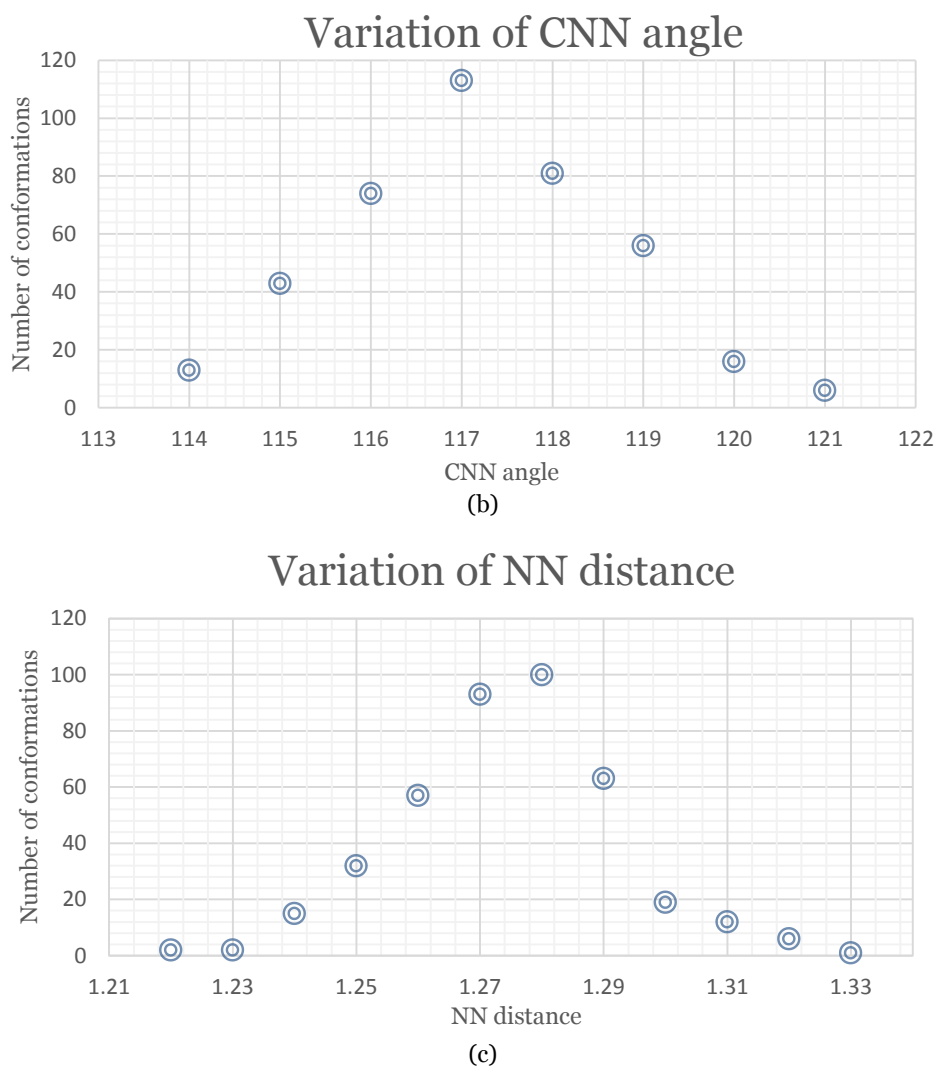 Variation of CNN angle
Number of conformations
120
100
80
60
40
20
0
113 114 115 116 117 118 119 120 121 122
CNN angle
(b)
Variation of NN distance
Number of conformations
120
100
80
60
40
20
0
1.21 1.23 1.25 1.27 1.29 1.31 1.33
NN distance
(c)